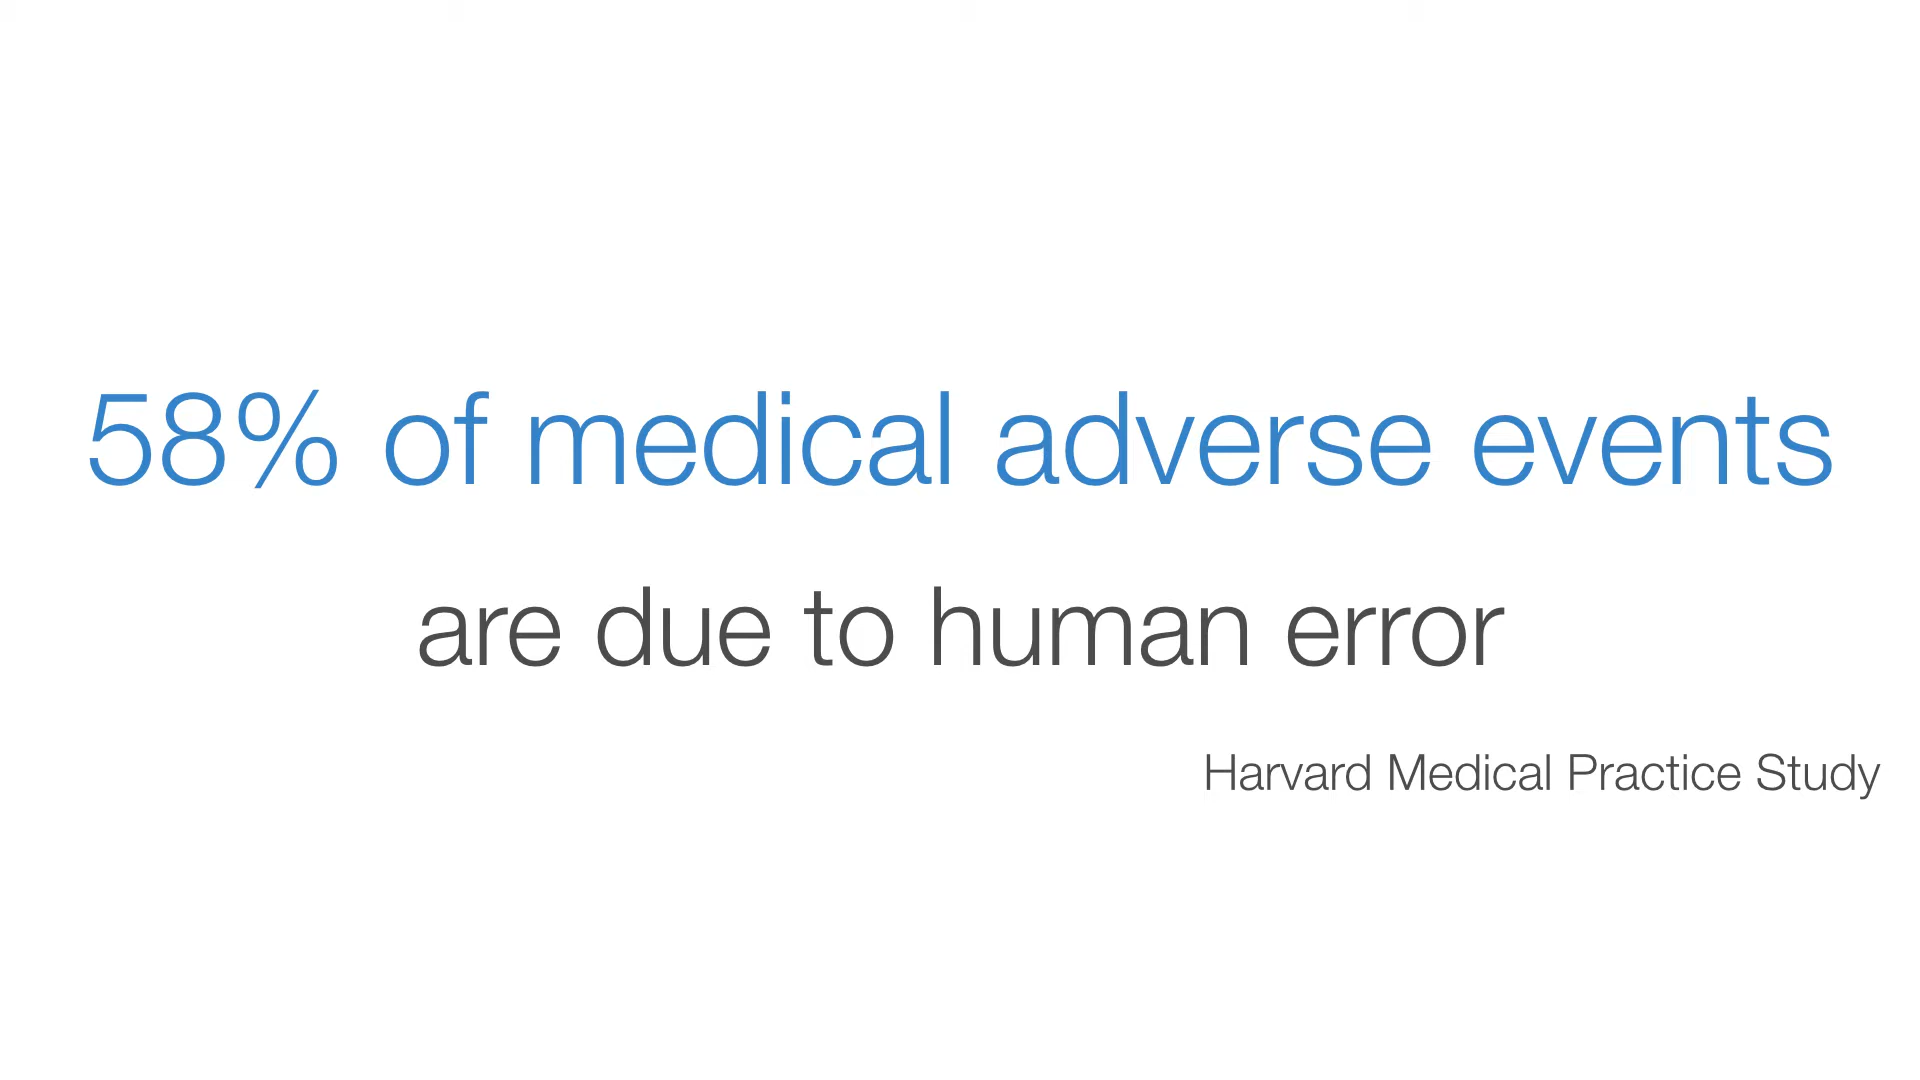 58% of medical adverse events
are due to human error
Harvard Medical Practice Study